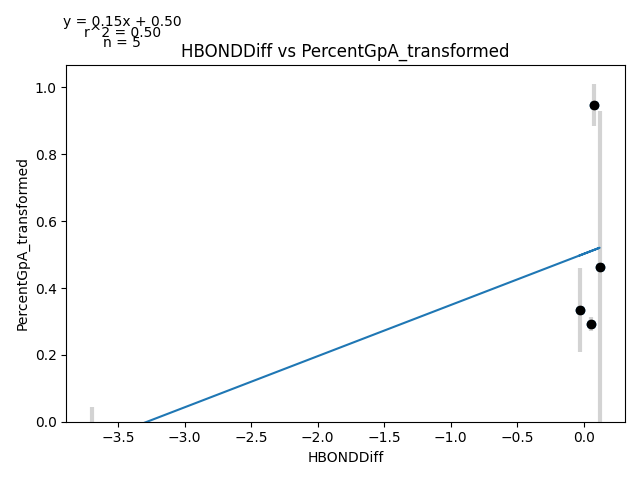 y = 0.15x + 0.50
r^2 = 0.50
n = 5
HBONDDiff vs PercentGpA_transformed
PercentGpA_transformed
1.0
0.8
0.6
0.4
0.2
0.0
−3.5 −3.0 −2.5 −2.0 −1.5 −1.0 −0.5 0.0
HBONDDiff